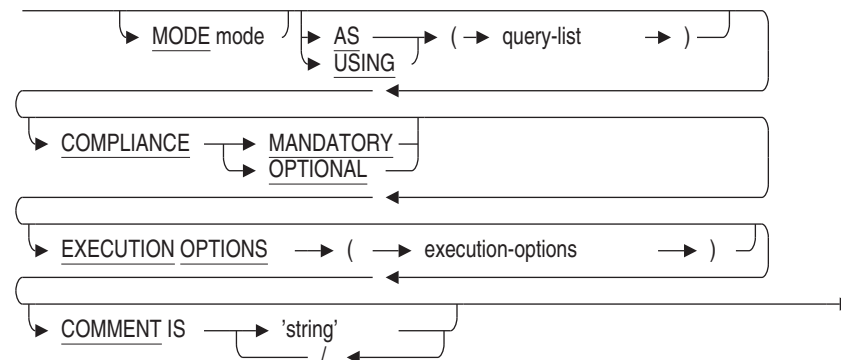 MODE mode AS ( query-list )
USING
COMPLIANCE MANDATORY
OPTIONAL
EXECUTION OPTIONS ( execution-options )
COMMENT IS 'string'
/